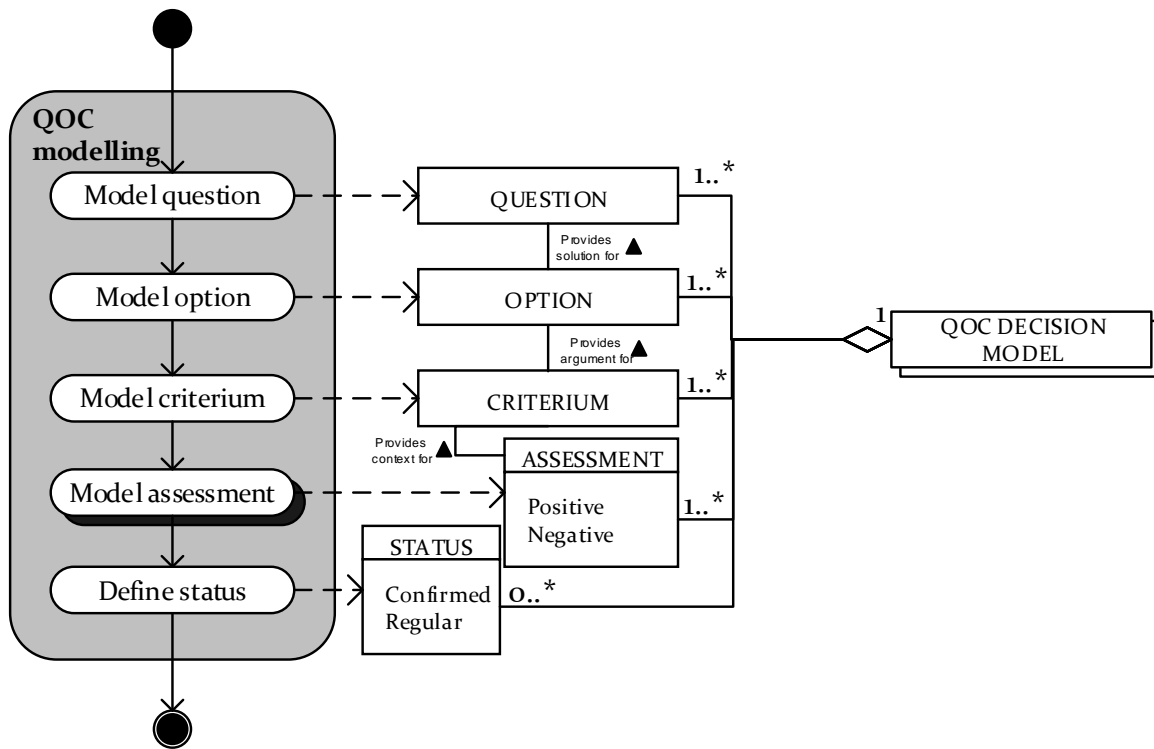 QOC
modelling
Model question
Model option
Model criterium
Model assessment
Define status
QUESTION
1..*
Provides
solution for ▲
OPTION
1..*
Provides
argument for ▲
CRITERIUM
1..*
Provides
context for ▲
ASSESSMENT
Positive
Negative
1..*
STATUS
Confirmed
Regular
0..*
1
QOC DECISION
MODEL